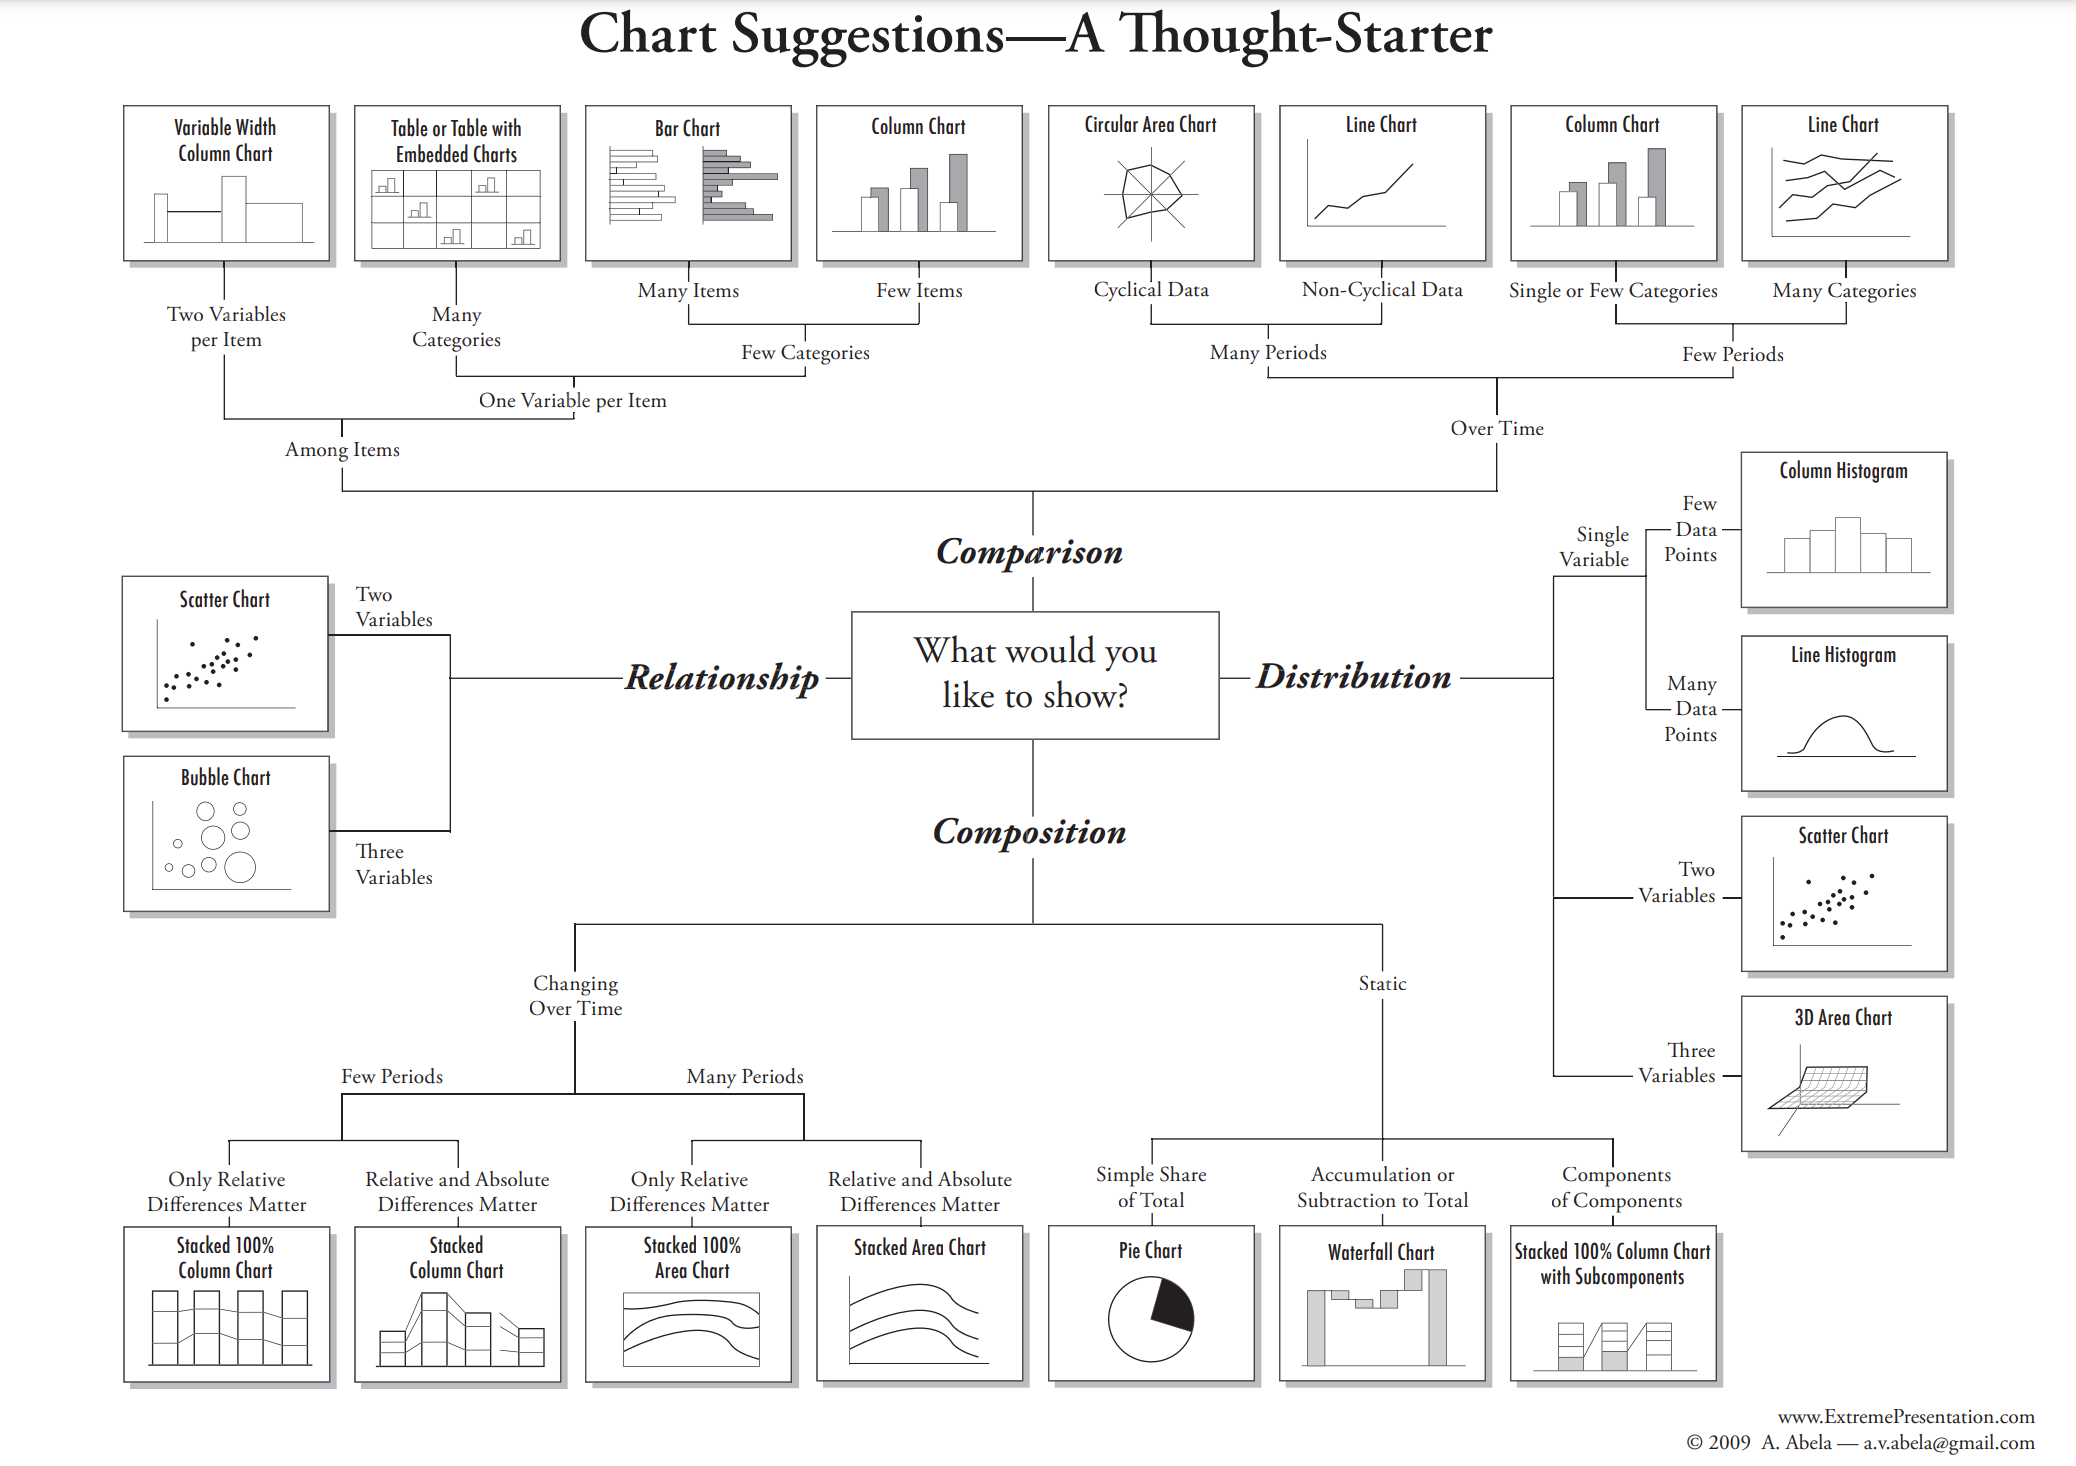 Chart Suggestions—A Thought-Starter
Variable Width
Column Chart
Table or Table with
Embedded Charts
Bar Chart
Column Chart
Circular Area Chart
Line Chart
Column Chart
Line Chart
Two Variables
per Item
Many
Categories
Many Items
Few Items
Cyclical Data
Non-Cyclical Data
Single or Few Categories
Many Categories
Few Categories
Many Periods
Few Periods
One Variable per Item
Among Items
Over Time
Comparison
What would you
like to show?
Relationship
Two
Variables
Scatter Chart
Three
Variables
Bubble Chart
Distribution
Single
Variable
Few
Data
Points
Column Histogram
Many
Data
Points
Line Histogram
Two
Variables
Scatter Chart
Three
Variables
3D Area Chart
Composition
Changing
Over Time
Static
Few Periods
Many Periods
Only Relative
Differences Matter
Relative and Absolute
Differences Matter
Only Relative
Differences Matter
Relative and Absolute
Differences Matter
Simple Share
of Total
Accumulation or
Subtraction to Total
Components
of Components
Stacked 100%
Column Chart
Stacked
Column Chart
Stacked 100%
Area Chart
Stacked Area Chart
Pie Chart
Waterfall Chart
Stacked 100% Column Chart
with Subcomponents
www.ExtremePresentation.com
© 2009 A. Abela — a.v.abela@gmail.com